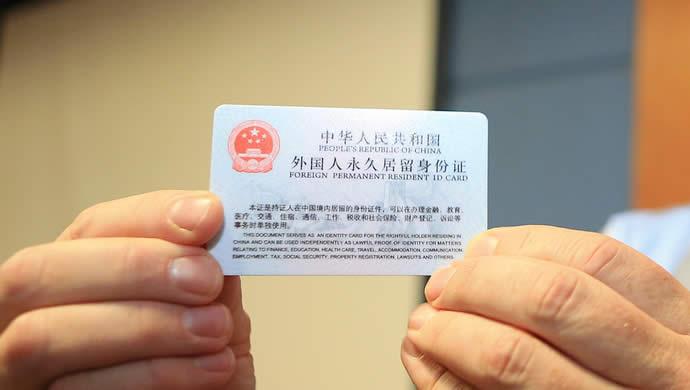 中华人民共和国
PEOPLE'S REPUBLIC OF CHINA
外国人永久居留身份证
FOREIGN PERMANENT RESIDENT ID CARD
本证是持证人在中国境内居留的身份证件，可以在办理金融、教育、
医疗、交通、住宿、通信、工作、税收和社会保险、财产登记、诉讼等
事务时单独使用。
THIS DOCUMENT SERVES AS AN IDENTITY CARD FOR THE RIGHTFUL HOLDER RESIDING IN
CHINA AND CAN BE USED INDEPENDENTLY AS LAWFUL PROOF OF IDENTITY FOR MATTERS
RELATING TO FINANCE, EDUCATION, HEALTH CARE, TRAVEL, ACCOMMODATION, COMMUNICATION,
EMPLOYMENT, TAX, SOCIAL SECURITY, PROPERTY REGISTRATION, LAWSUITS AND OTHERS.